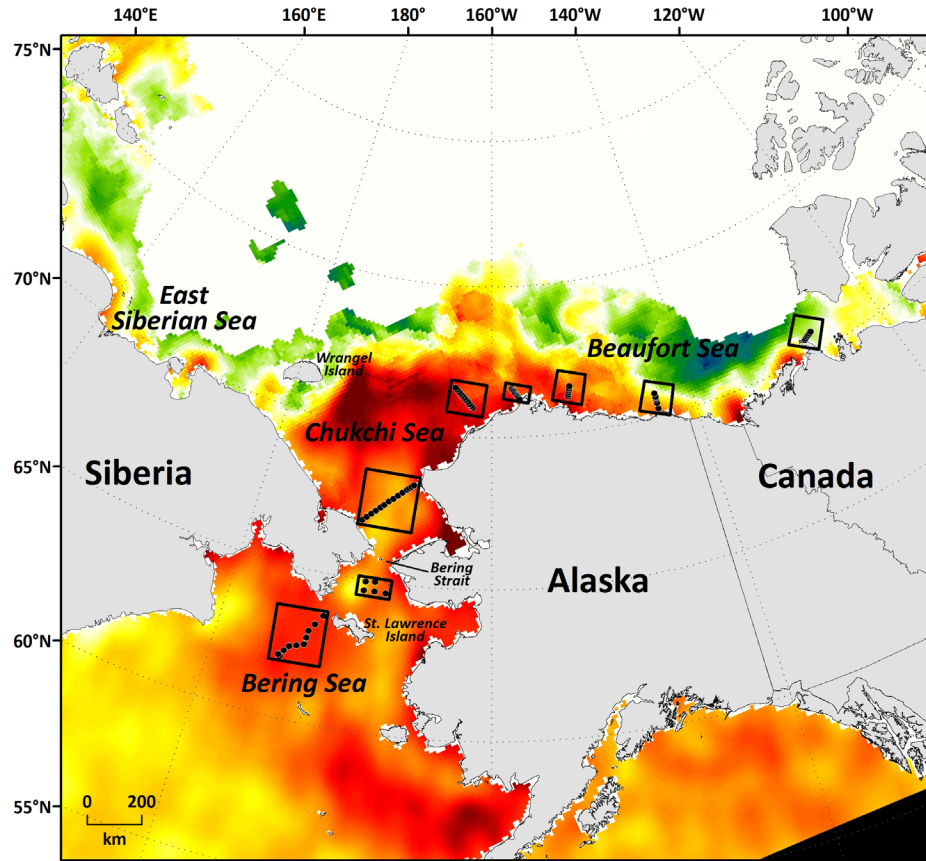 140°E 160°E 180° 160°W 140°W 120°W 100°W
75°N
70°N
East
Siberian Sea
Wrangel
Island
Beaufort Sea
Chukchi Sea
65°N
Siberia
Canada
Bering
Strait
Alaska
St. Lawrence
Island
60°N
Bering Sea
55°N
0 200
km